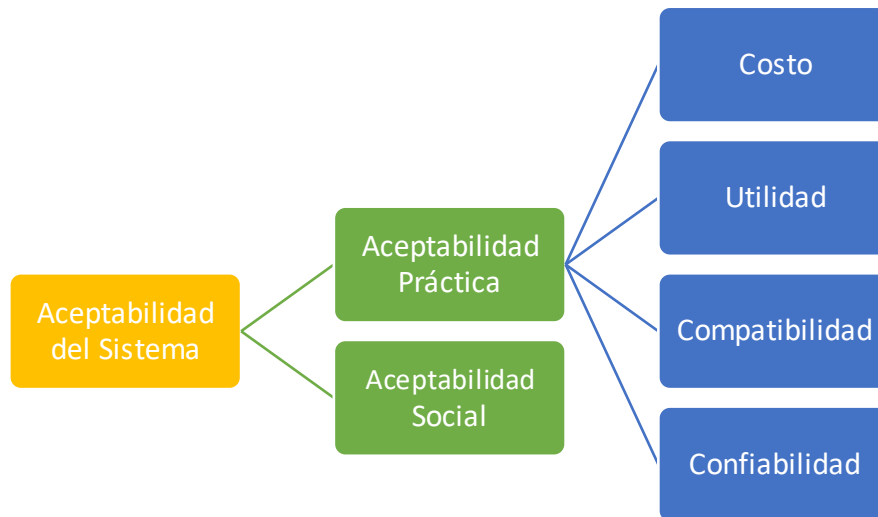 Aceptabilidad
del Sistema
Aceptabilidad
Práctica
Aceptabilidad
Social
Costo
Utilidad
Compatibilidad
Confiabilidad